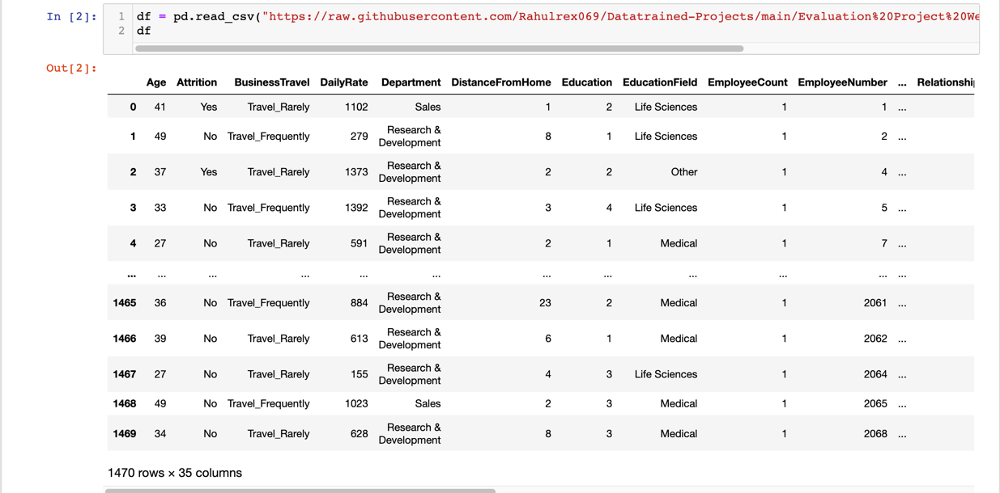 In [2]: 1 df = pd.read_csv("https://raw.githubusercontent.com/Rahulrex069/Datatrained-Projects/main/Evaluation%20Project%20We
2 df
Out[2]:
Age Attrition BusinessTravel DailyRate Department DistanceFromHome Education EducationField EmployeeCount EmployeeNumber ... Relationshi
0 41 Yes Travel_Rarely 1102 Sales 1 2 Life Sciences 1 1 ...
1 49 No Travel_Frequently 279 Research & Development 8 1 Life Sciences 1 2 ...
2 37 Yes Travel_Rarely 1373 Research & Development 2 2 Other 1 4 ...
3 33 No Travel_Frequently 1392 Research & Development 3 4 Life Sciences 1 5 ...
4 27 No Travel_Rarely 591 Research & Development 2 1 Medical 1 7 ...
... ... ... ... ... ... ... ... ... ... ... ...
1465 36 No Travel_Frequently 884 Research & Development 23 2 Medical 1 2061 ...
1466 39 No Travel_Rarely 613 Research & Development 6 1 Medical 1 2062 ...
1467 27 No Travel_Rarely 155 Research & Development 4 3 Life Sciences 1 2064 ...
1468 49 No Travel_Frequently 1023 Sales 2 3 Medical 1 2065 ...
1469 34 No Travel_Rarely 628 Research & Development 8 3 Medical 1 2068 ...
1470 rows × 35 columns